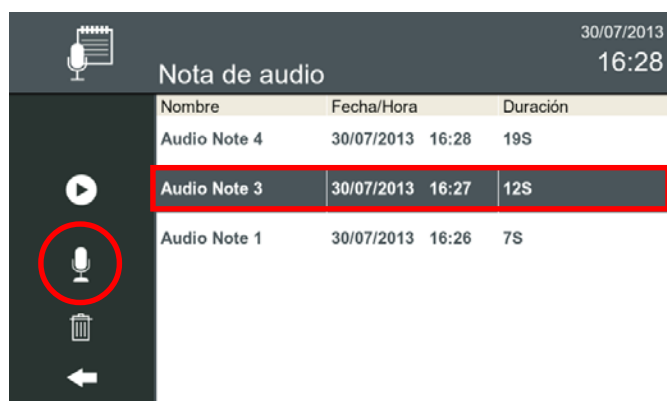 30/07/2013
16:28
Nota de audio
Nombre Fecha/Hora Duración
Audio Note 4 30/07/2013 16:28 19S
Audio Note 3 30/07/2013 16:27 12S
Audio Note 1 30/07/2013 16:26 7S